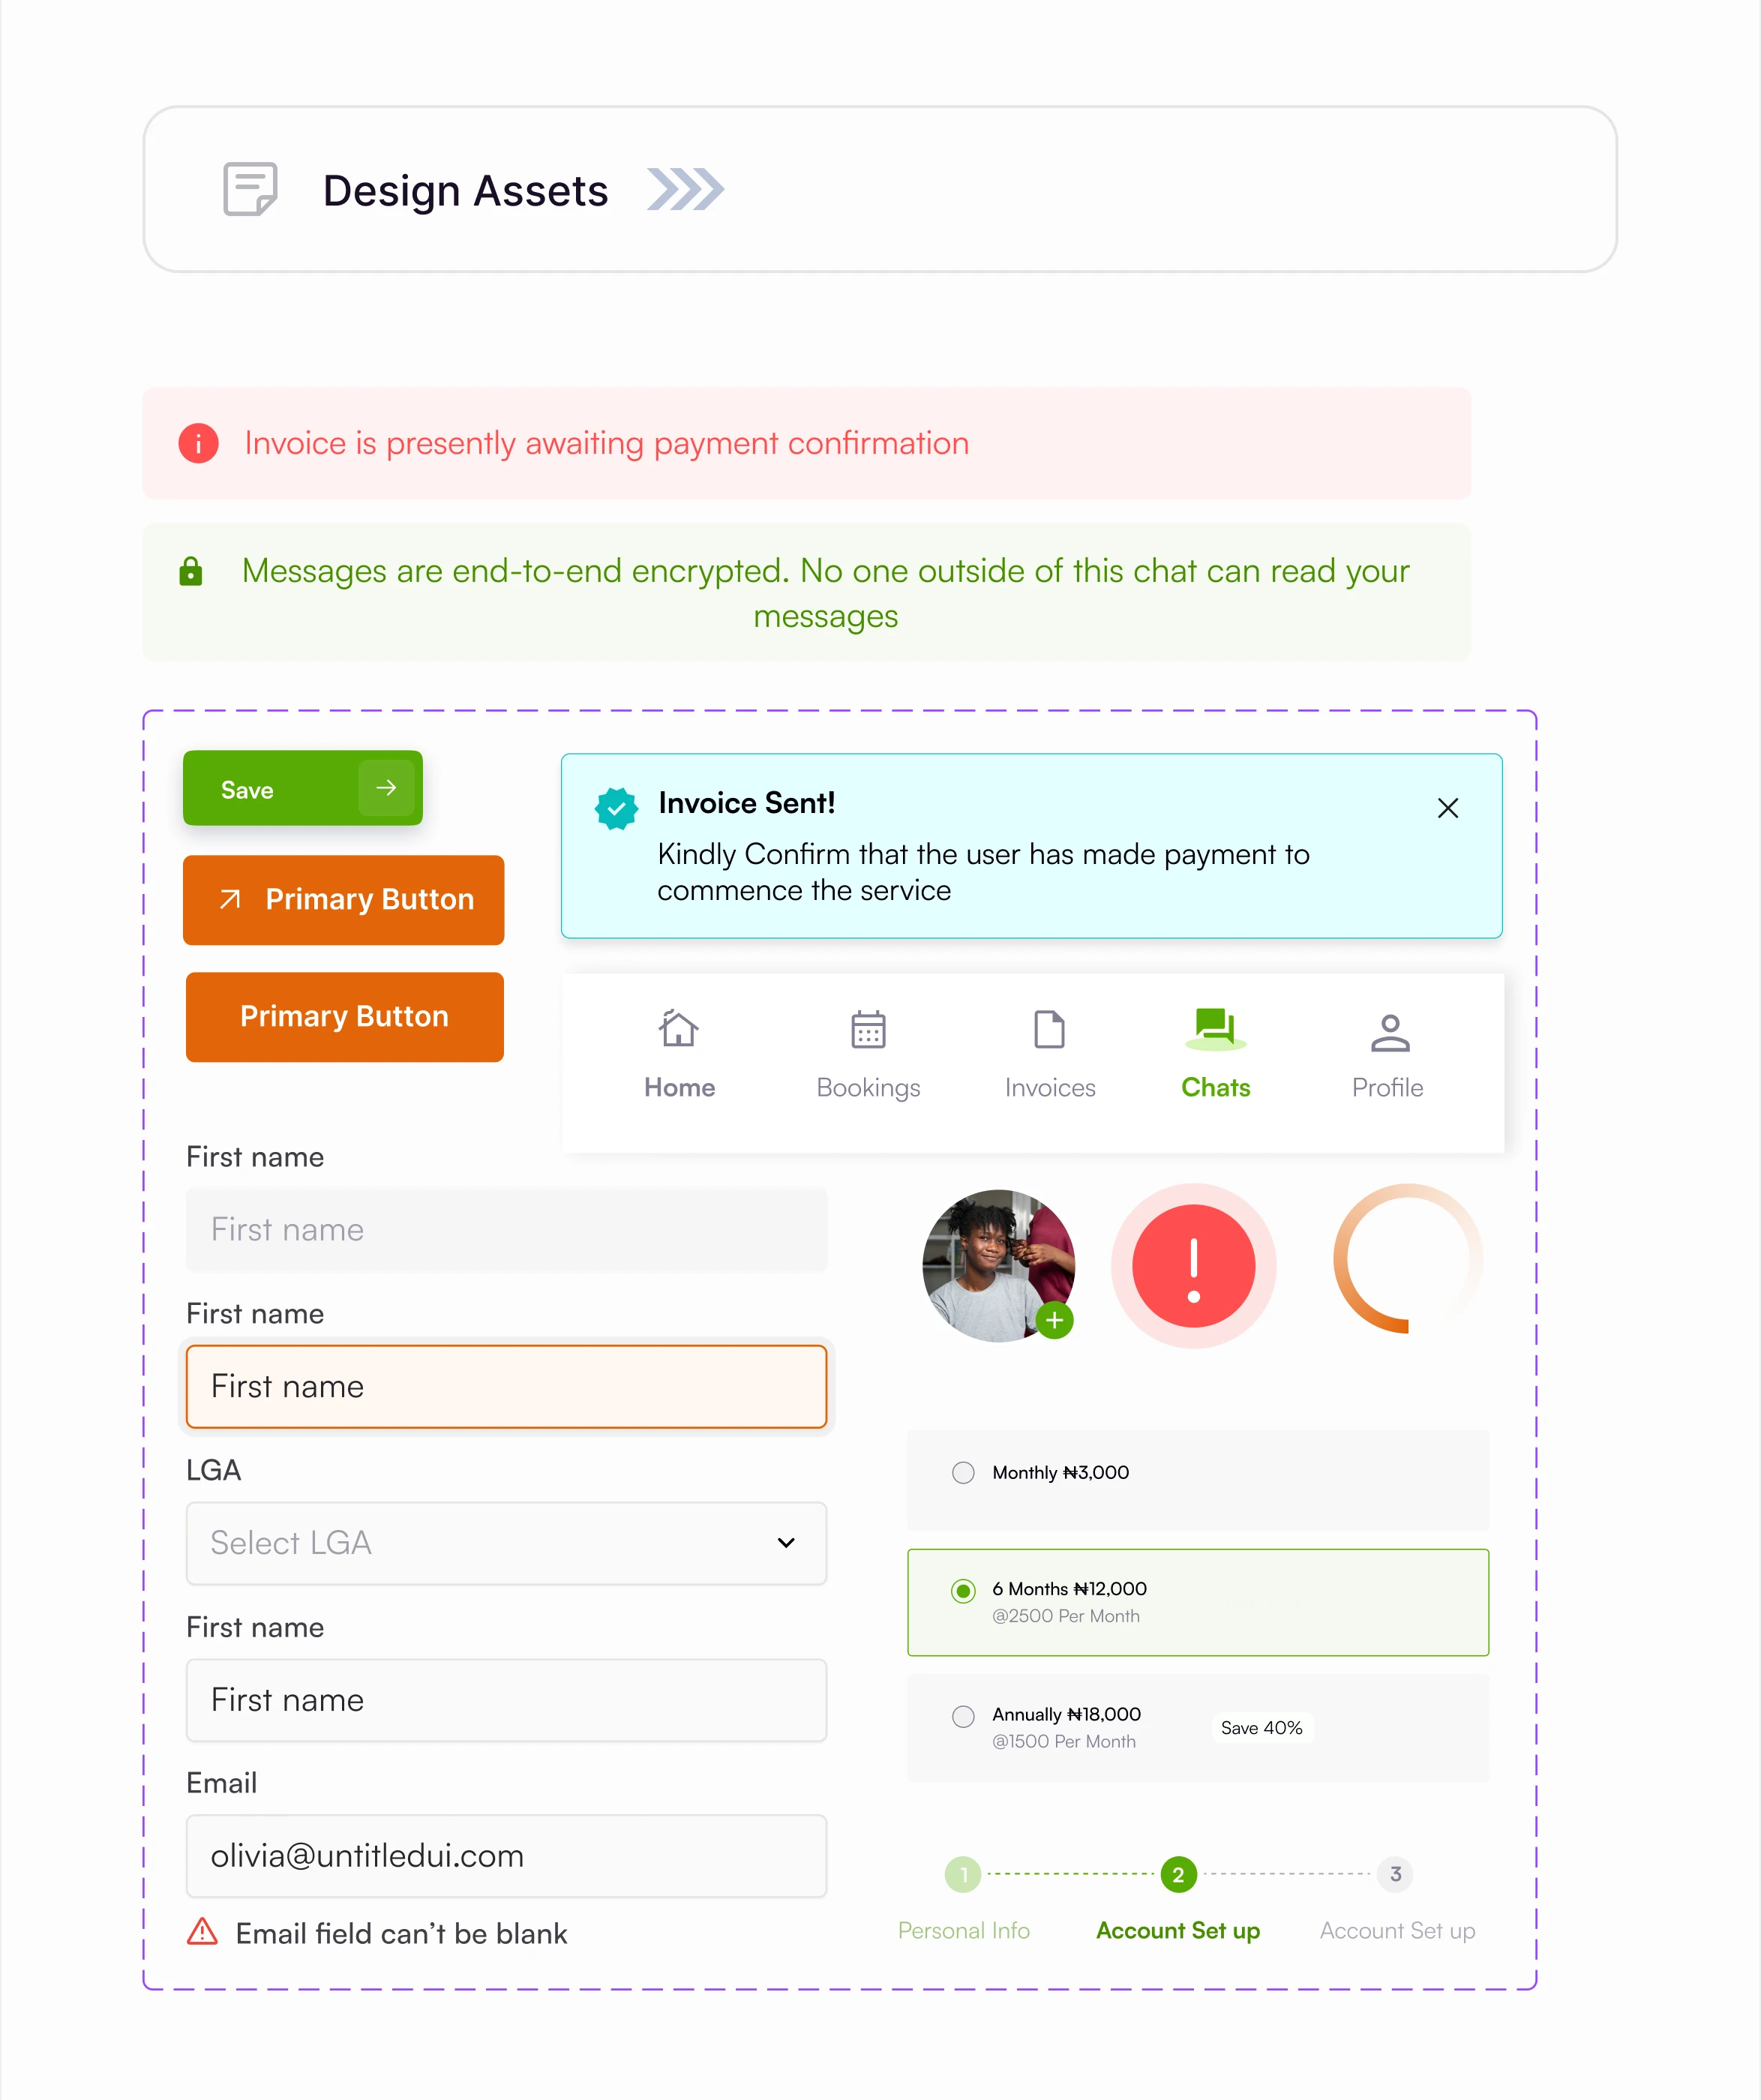 Design Assets
Invoice is presently awaiting payment confirmation
Messages are end-to-end encrypted. No one outside of this chat can read your
messages
Save
Primary Button
Primary Button
Invoice Sent!
Kindly Confirm that the user has made payment to
commence the service
Home Bookings Invoices Chats Profile
First name
First name
First name
First name
LGA
Select LGA
First name
First name
Email
olivia@untitledui.com
Email field can’t be blank
Monthly ₦3,000
6 Months ₦12,000
@2500 Per Month
Annually ₦18,000
@1500 Per Month
Save 40%
1 2 3
Personal Info Account Set up Account Set up